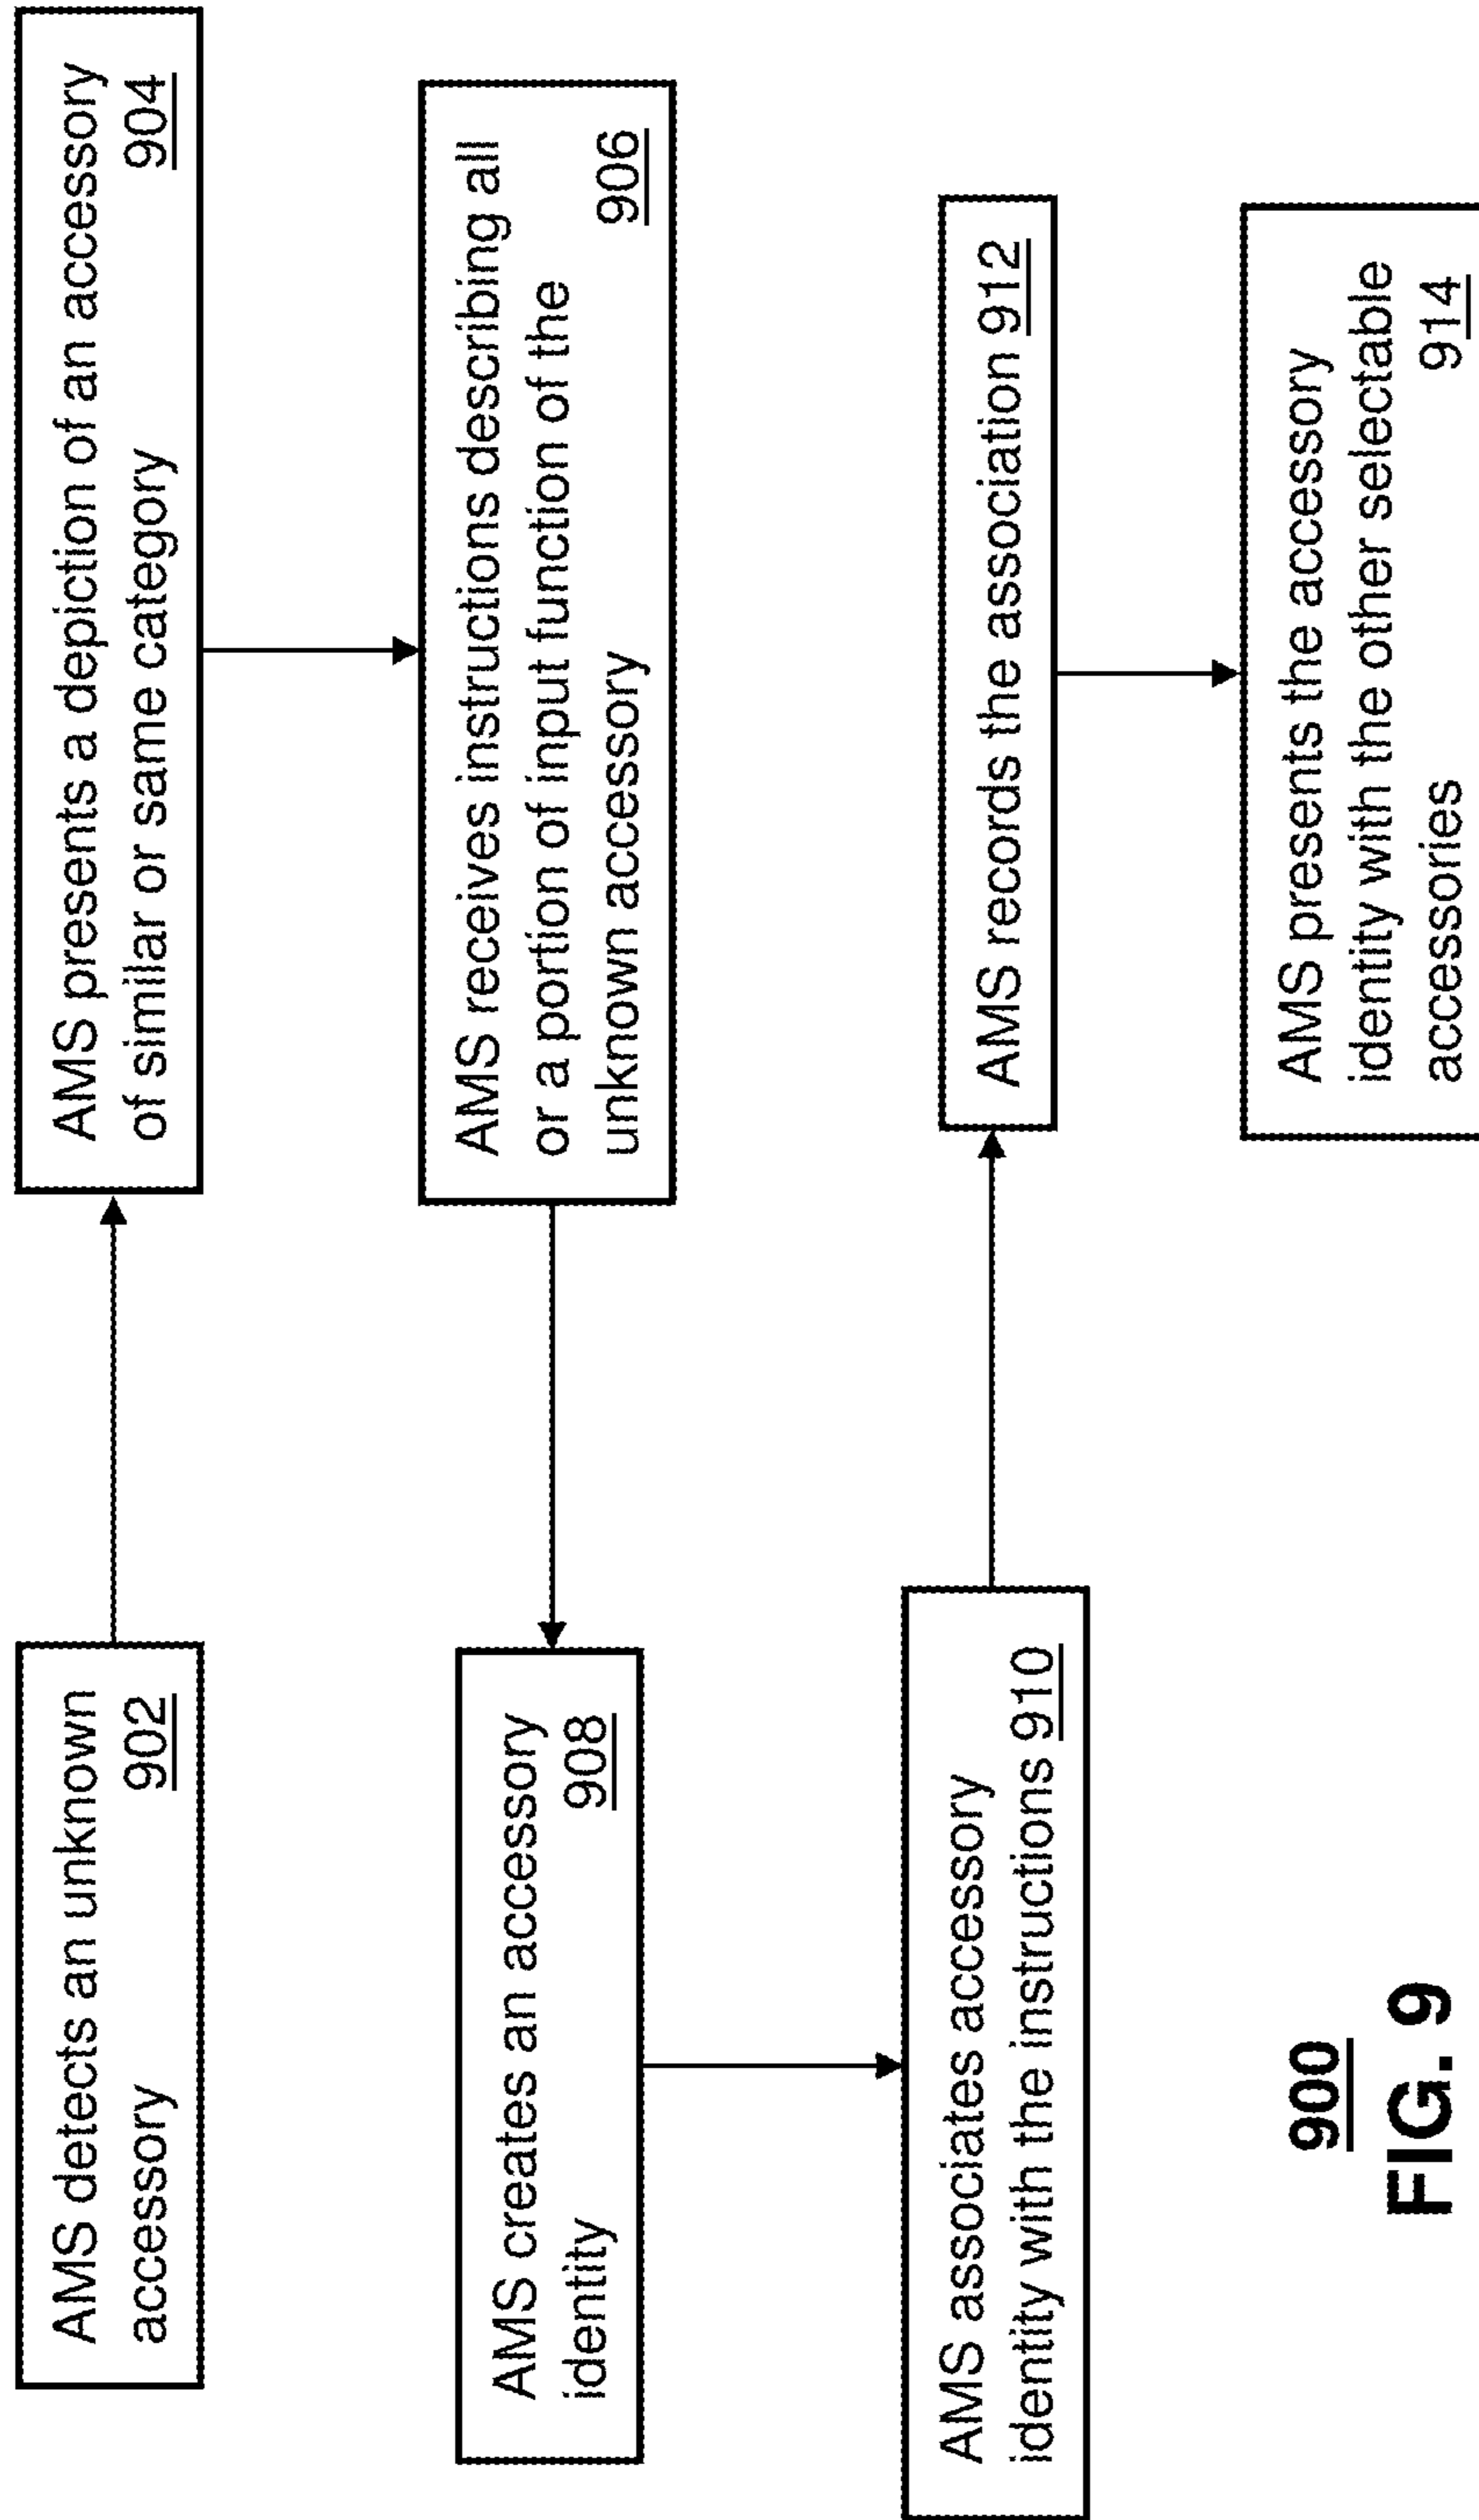 AMS detects an unknown
accessory 902
AMS presents a depiction of an accessory
of similar or same category 904
AMS receives instructions describing all
or a portion of input function of the
unknown accessory 906
AMS creates an accessory
identity 908
AMS associates accessory
identity with the instructions 910
AMS records the association 912
AMS presents the accessory
identity with the other selectable
accessories 914
900
FIG. 9